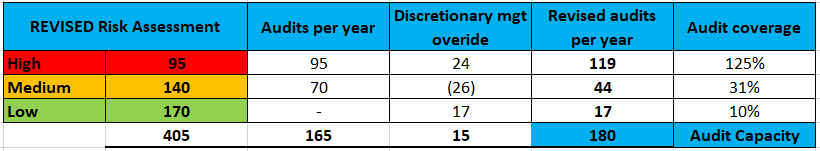 REVISED Risk Assessment Audits per year Discretionary mgt overide Revised audits per year Audit coverage
High 95 95 24 119 125%
Medium 140 70 (26) 44 31%
Low 170 - 17 17 10%
405 165 15 180 Audit Capacity